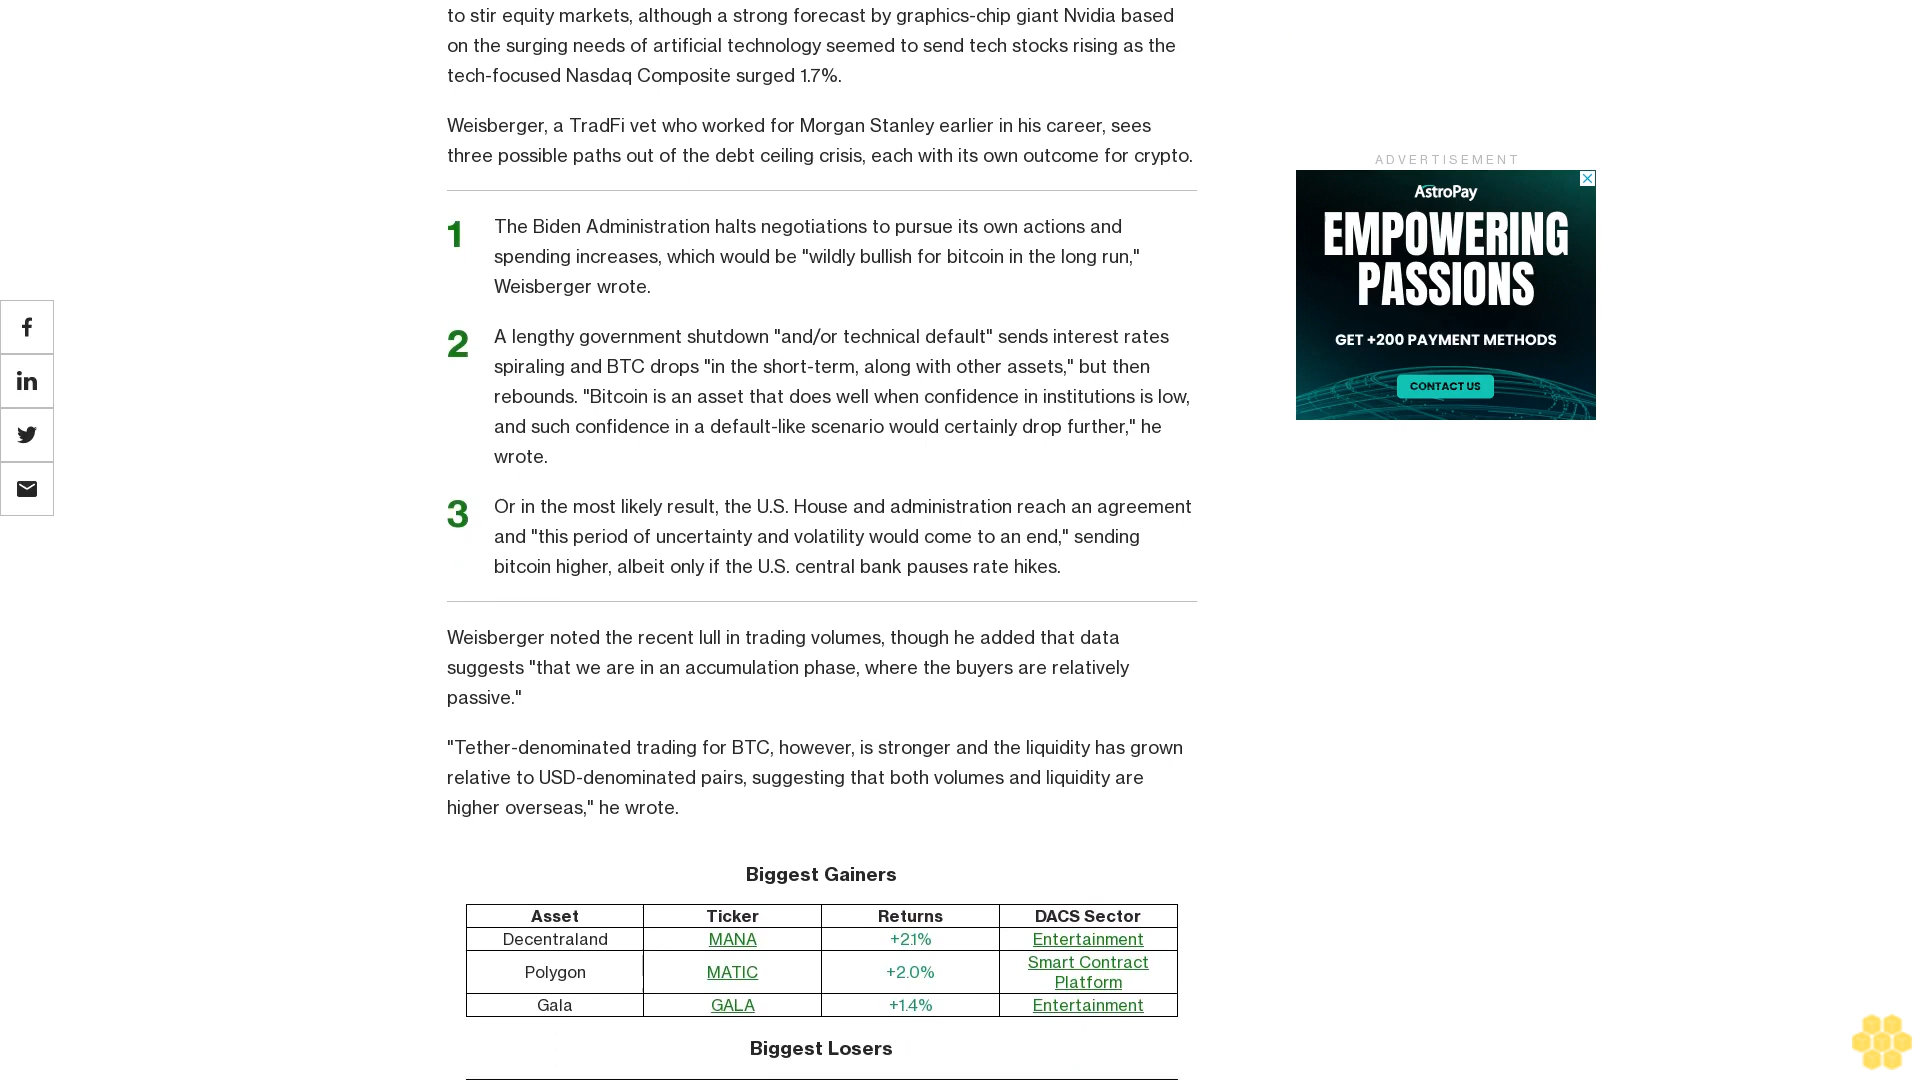 to stir equity markets, although a strong forecast by graphics-chip giant Nvidia based
on the surging needs of artificial technology seemed to send tech stocks rising as the
tech-focused Nasdaq Composite surged 1.7%.
Weisberger, a TradFi vet who worked for Morgan Stanley earlier in his career, sees
three possible paths out of the debt ceiling crisis, each with its own outcome for crypto.
1 The Biden Administration halts negotiations to pursue its own actions and
spending increases, which would be "wildly bullish for bitcoin in the long run,"
Weisberger wrote.
2 A lengthy government shutdown "and/or technical default" sends interest rates
spiraling and BTC drops "in the short-term, along with other assets," but then
rebounds. "Bitcoin is an asset that does well when confidence in institutions is low,
and such confidence in a default-like scenario would certainly drop further," he
wrote.
3 Or in the most likely result, the U.S. House and administration reach an agreement
and "this period of uncertainty and volatility would come to an end," sending
bitcoin higher, albeit only if the U.S. central bank pauses rate hikes.
Weisberger noted the recent lull in trading volumes, though he added that data
suggests "that we are in an accumulation phase, where the buyers are relatively
passive."
"Tether-denominated trading for BTC, however, is stronger and the liquidity has grown
relative to USD-denominated pairs, suggesting that both volumes and liquidity are
higher overseas," he wrote.
Biggest Gainers
Asset Ticker Returns DACS Sector
Decentraland MANA +2.1% Entertainment
Polygon MATIC +2.0% Smart Contract
Platform
Gala GALA +1.4% Entertainment
Biggest Losers
ADVERTISEMENT
AstroPay
EMPOWERING
PASSIONS
GET +200 PAYMENT METHODS
CONTACT US